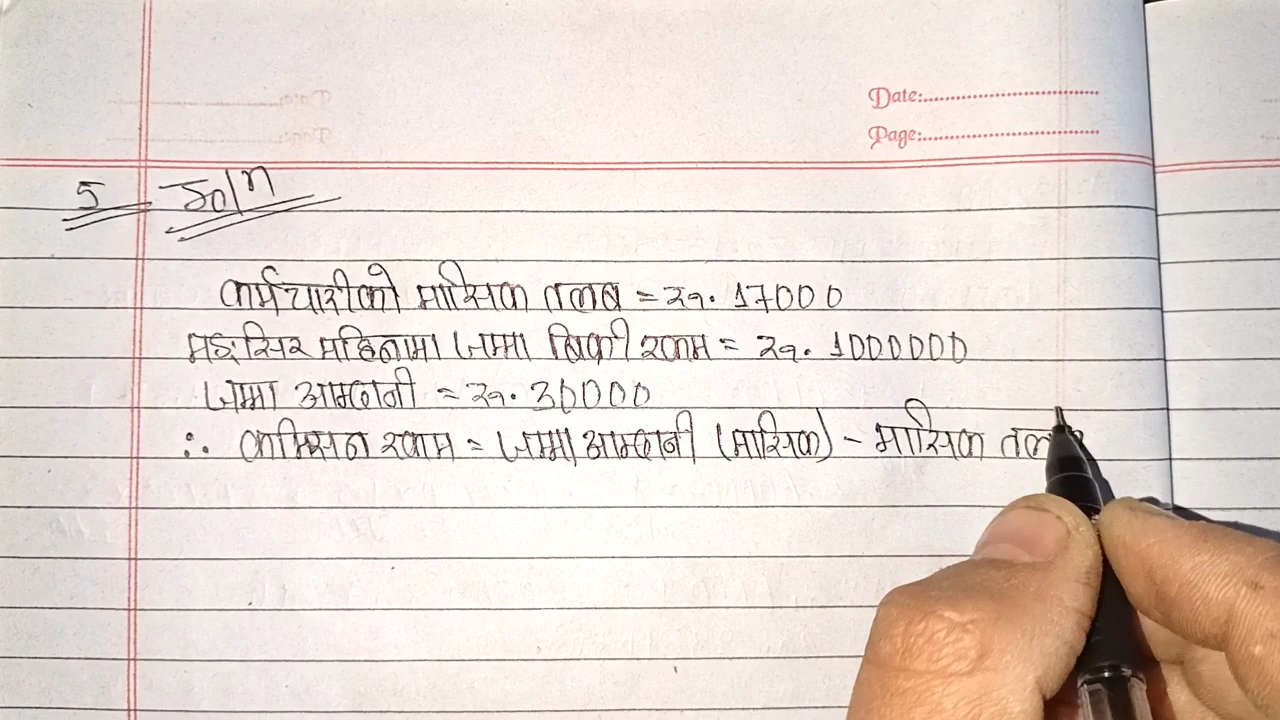 Date:
Page:
5 Solⁿ
कर्मचारीको मासिक तलब = रु. 17000
मङ्सिर महिनामा जम्मा बिक्री रकम = रु. 1000000
जम्मा आम्दानी = रु. 30000
∴ कमिसन रकम = जम्मा आम्दानी (मासिक) - मासिक